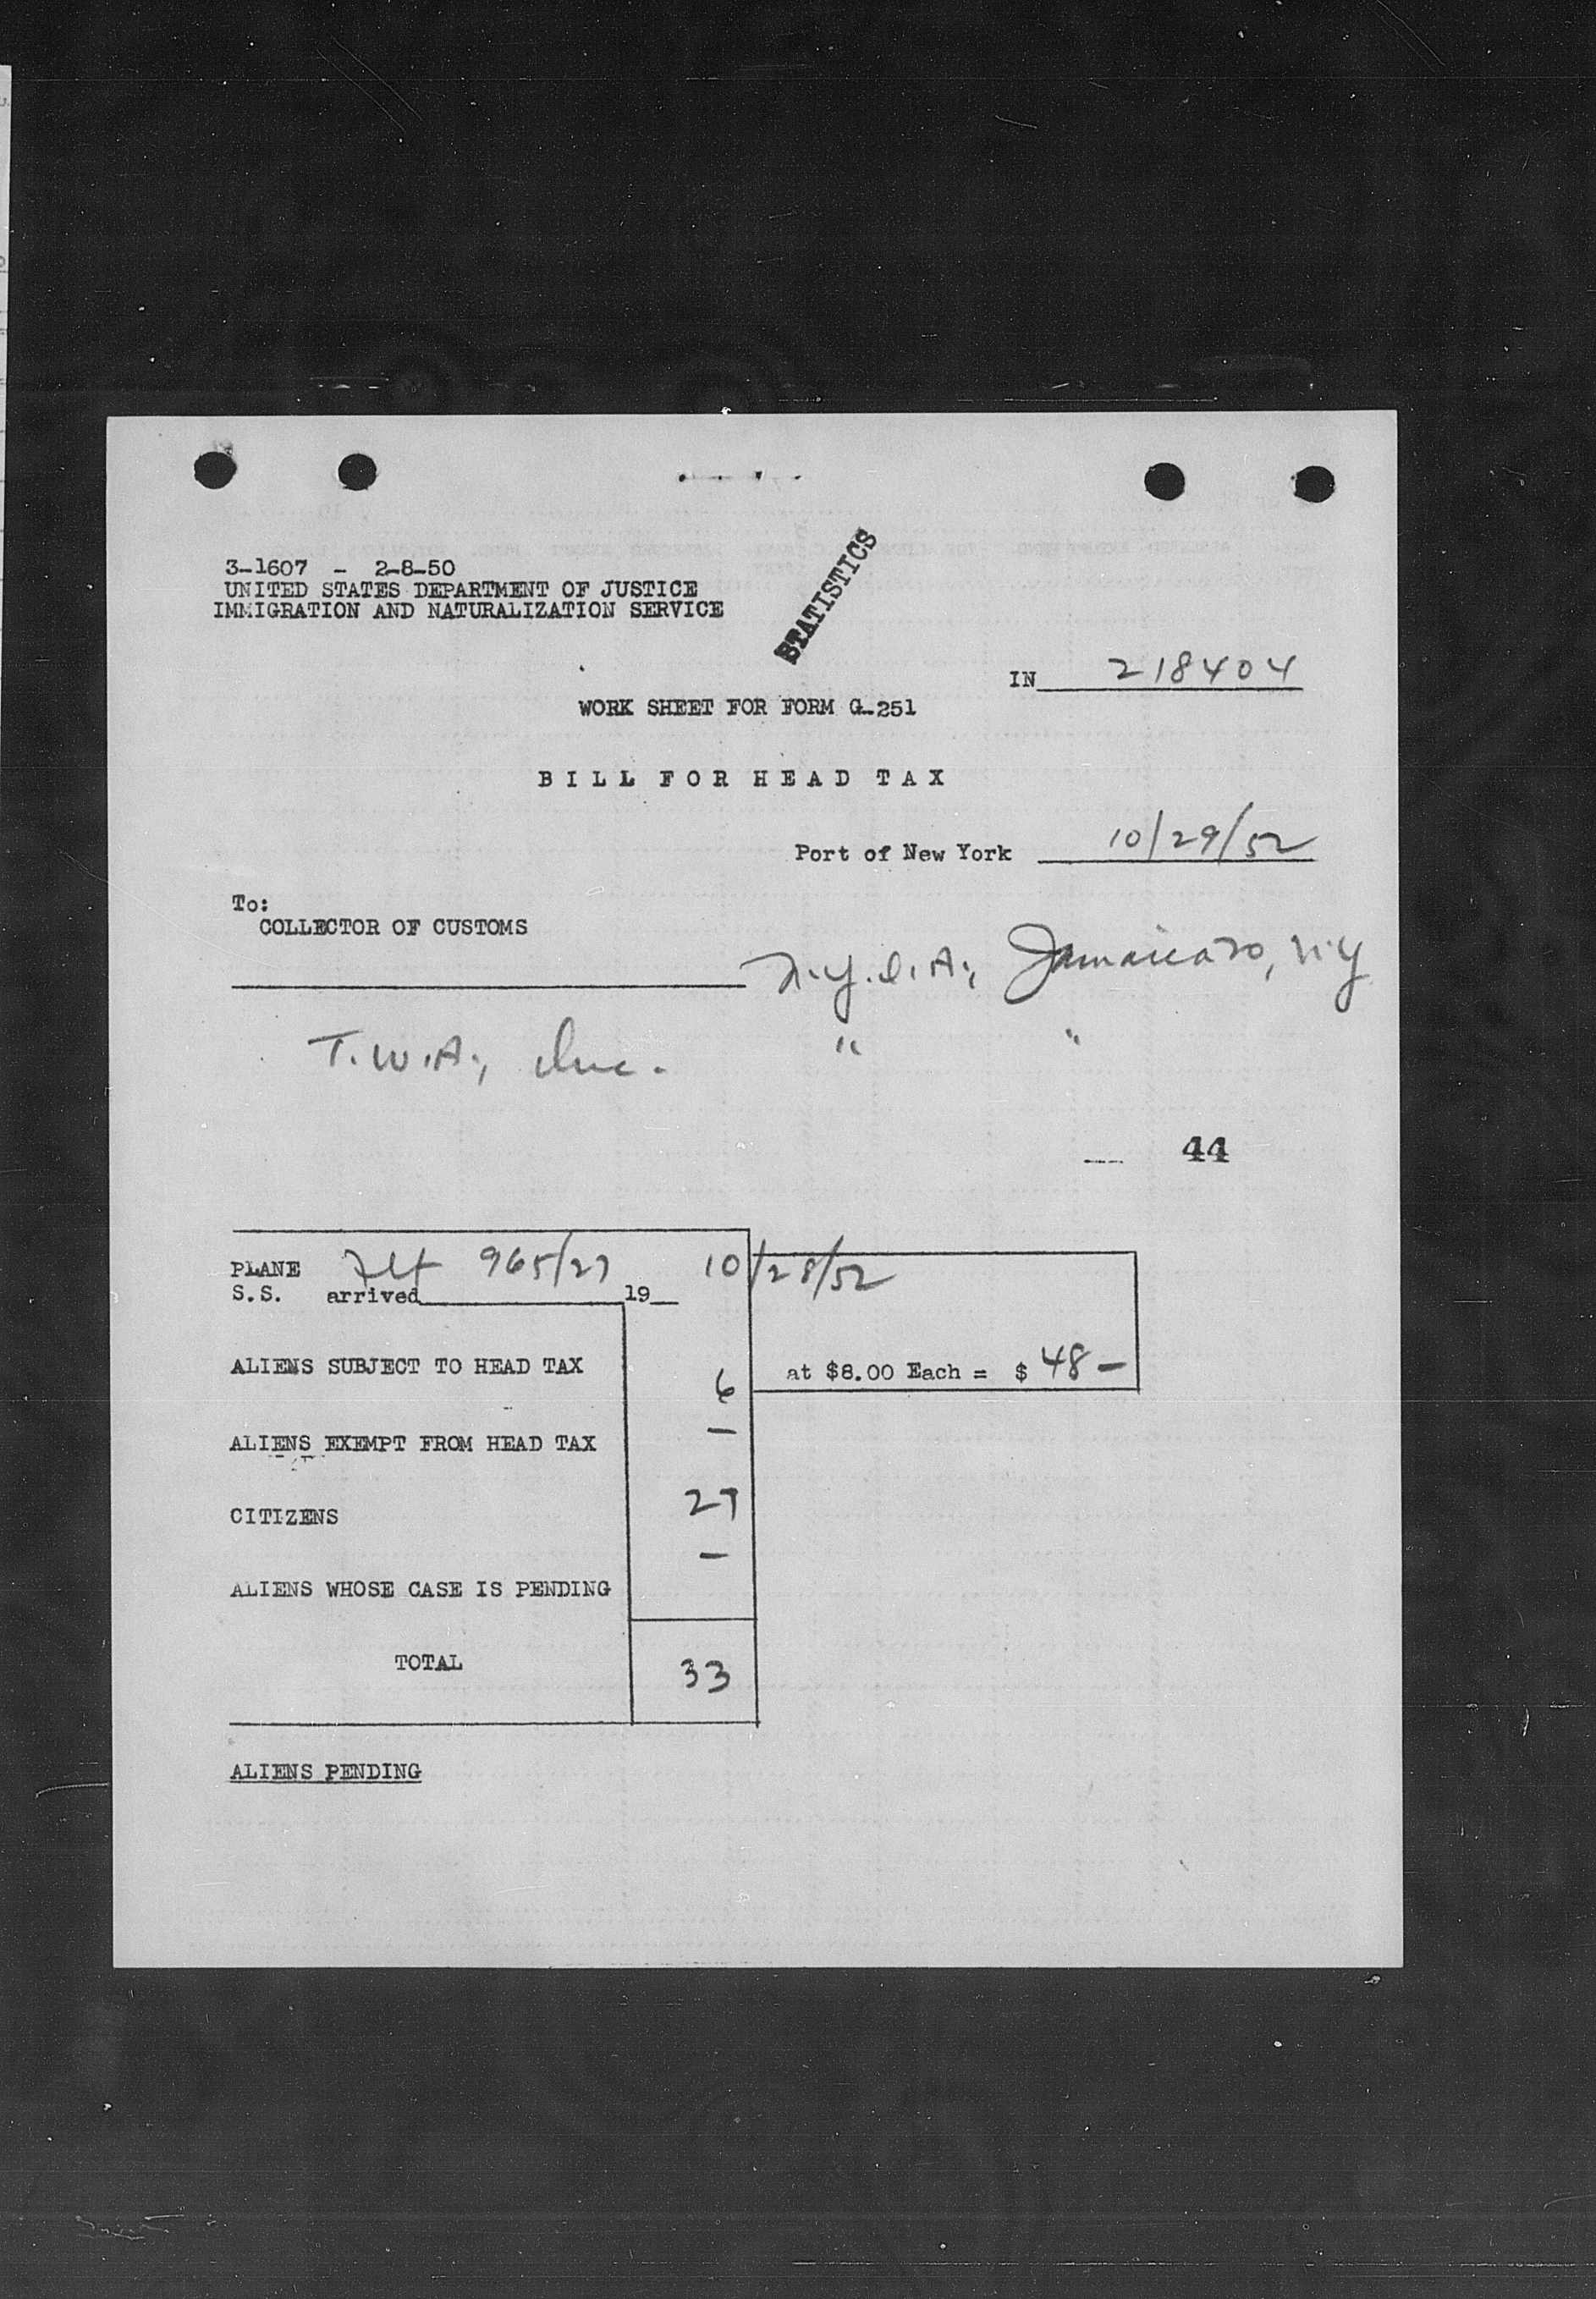 3-1607 - 2-8-50
UNITED STATES DEPARTMENT OF JUSTICE
IMMIGRATION AND NATURALIZATION SERVICE
STATISTICS
IN 218404
WORK SHEET FOR FORM G-251
BILL FOR HEAD TAX
Port of New York 10/29/52
To:
COLLECTOR OF CUSTOMS
N.Y.I.A., Jamaica 30, N.Y
T.W.A., Inc. " "
44
PLANE Flt 965/27 10/28/52
S.S. arrived 19
ALIENS SUBJECT TO HEAD TAX 6 at $8.00 Each = $ 48 —
ALIENS EXEMPT FROM HEAD TAX —
CITIZENS 27
ALIENS WHOSE CASE IS PENDING —
TOTAL 33
ALIENS PENDING